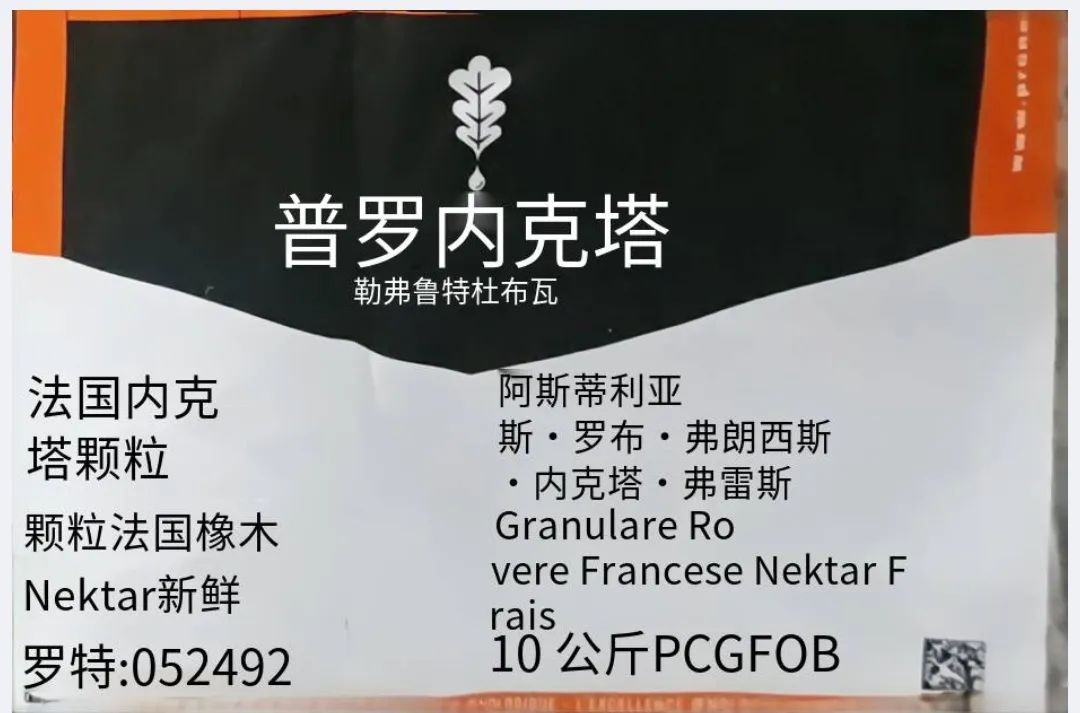 普罗内克塔
勒弗鲁特杜布瓦
法国内克
塔颗粒
颗粒法国橡木
Nektar新鲜
罗特:052492
阿斯蒂利亚
斯·罗布·弗朗西斯
·内克塔·弗雷斯
Granulare Ro
vere Francese Nektar F
rais
10 公斤PCGFOB